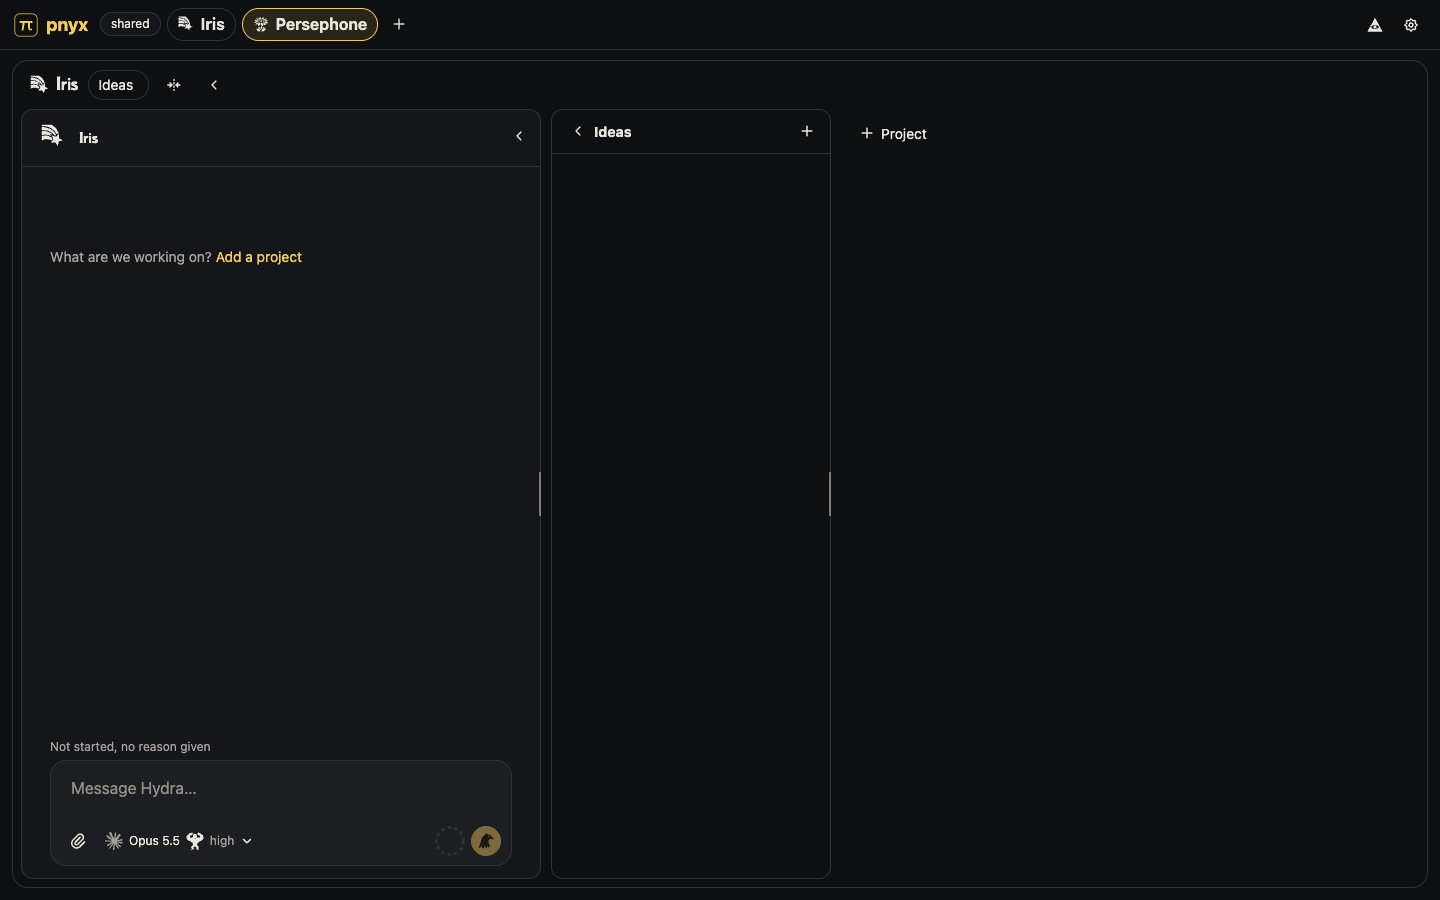 π pnyx shared Iris Persephone
Iris Ideas
Iris
Ideas
Project
What are we working on? Add a project
Not started, no reason given
Message Hydra...
Opus 5.5 high